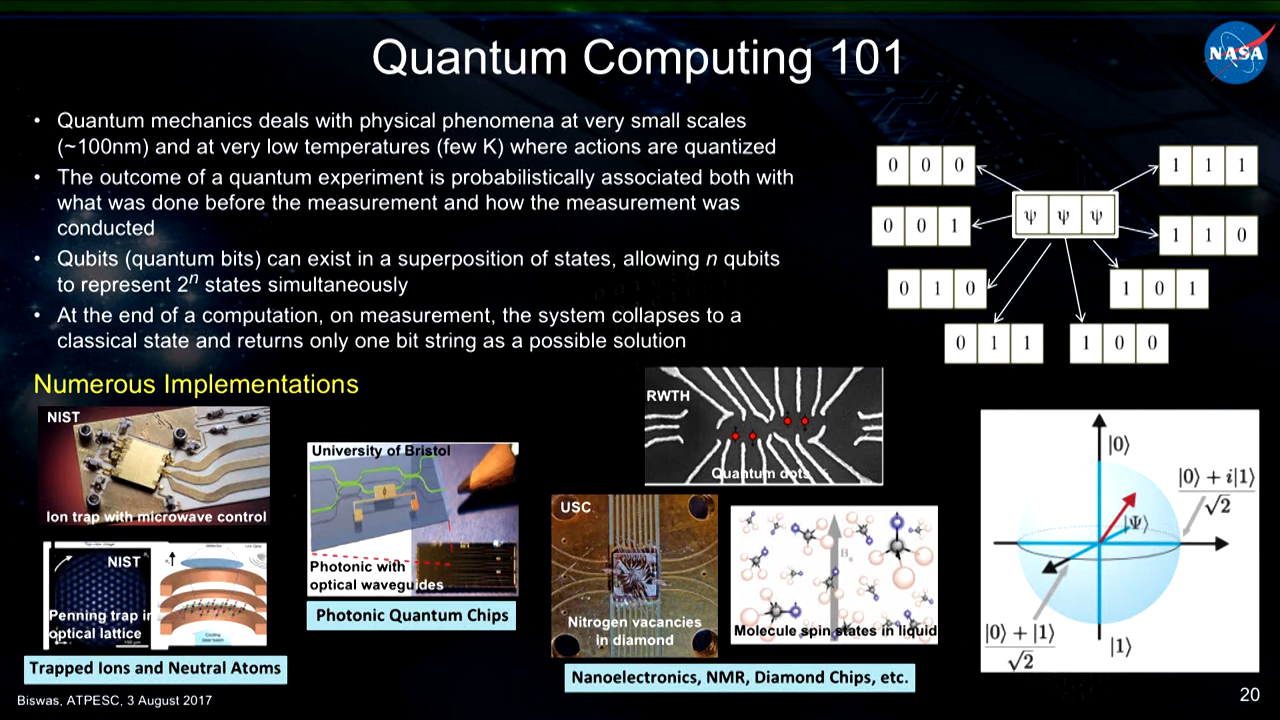 Quantum Computing 101
NASA
• Quantum mechanics deals with physical phenomena at very small scales
(~100nm) and at very low temperatures (few K) where actions are quantized
• The outcome of a quantum experiment is probabilistically associated both with
what was done before the measurement and how the measurement was
conducted
• Qubits (quantum bits) can exist in a superposition of states, allowing n qubits
to represent 2ⁿ states simultaneously
• At the end of a computation, on measurement, the system collapses to a
classical state and returns only one bit string as a possible solution
0 0 0
1 1 1
ψ ψ ψ
0 0 1
1 1 0
0 1 0
1 0 1
0 1 1
1 0 0
Numerous Implementations
NIST
Ion trap with microwave control
NIST
Penning trap in
optical lattice
Trapped Ions and Neutral Atoms
University of Bristol
Photonic with
optical waveguides
Photonic Quantum Chips
RWTH
Quantum dots
USC
Nitrogen vacancies
in diamond
B
Molecule spin states in liquid
Nanoelectronics, NMR, Diamond Chips, etc.
|0⟩
|0⟩ + i|1⟩
√2
|Ψ⟩
|0⟩ + |1⟩
√2
|1⟩
Biswas, ATPESC, 3 August 2017
20